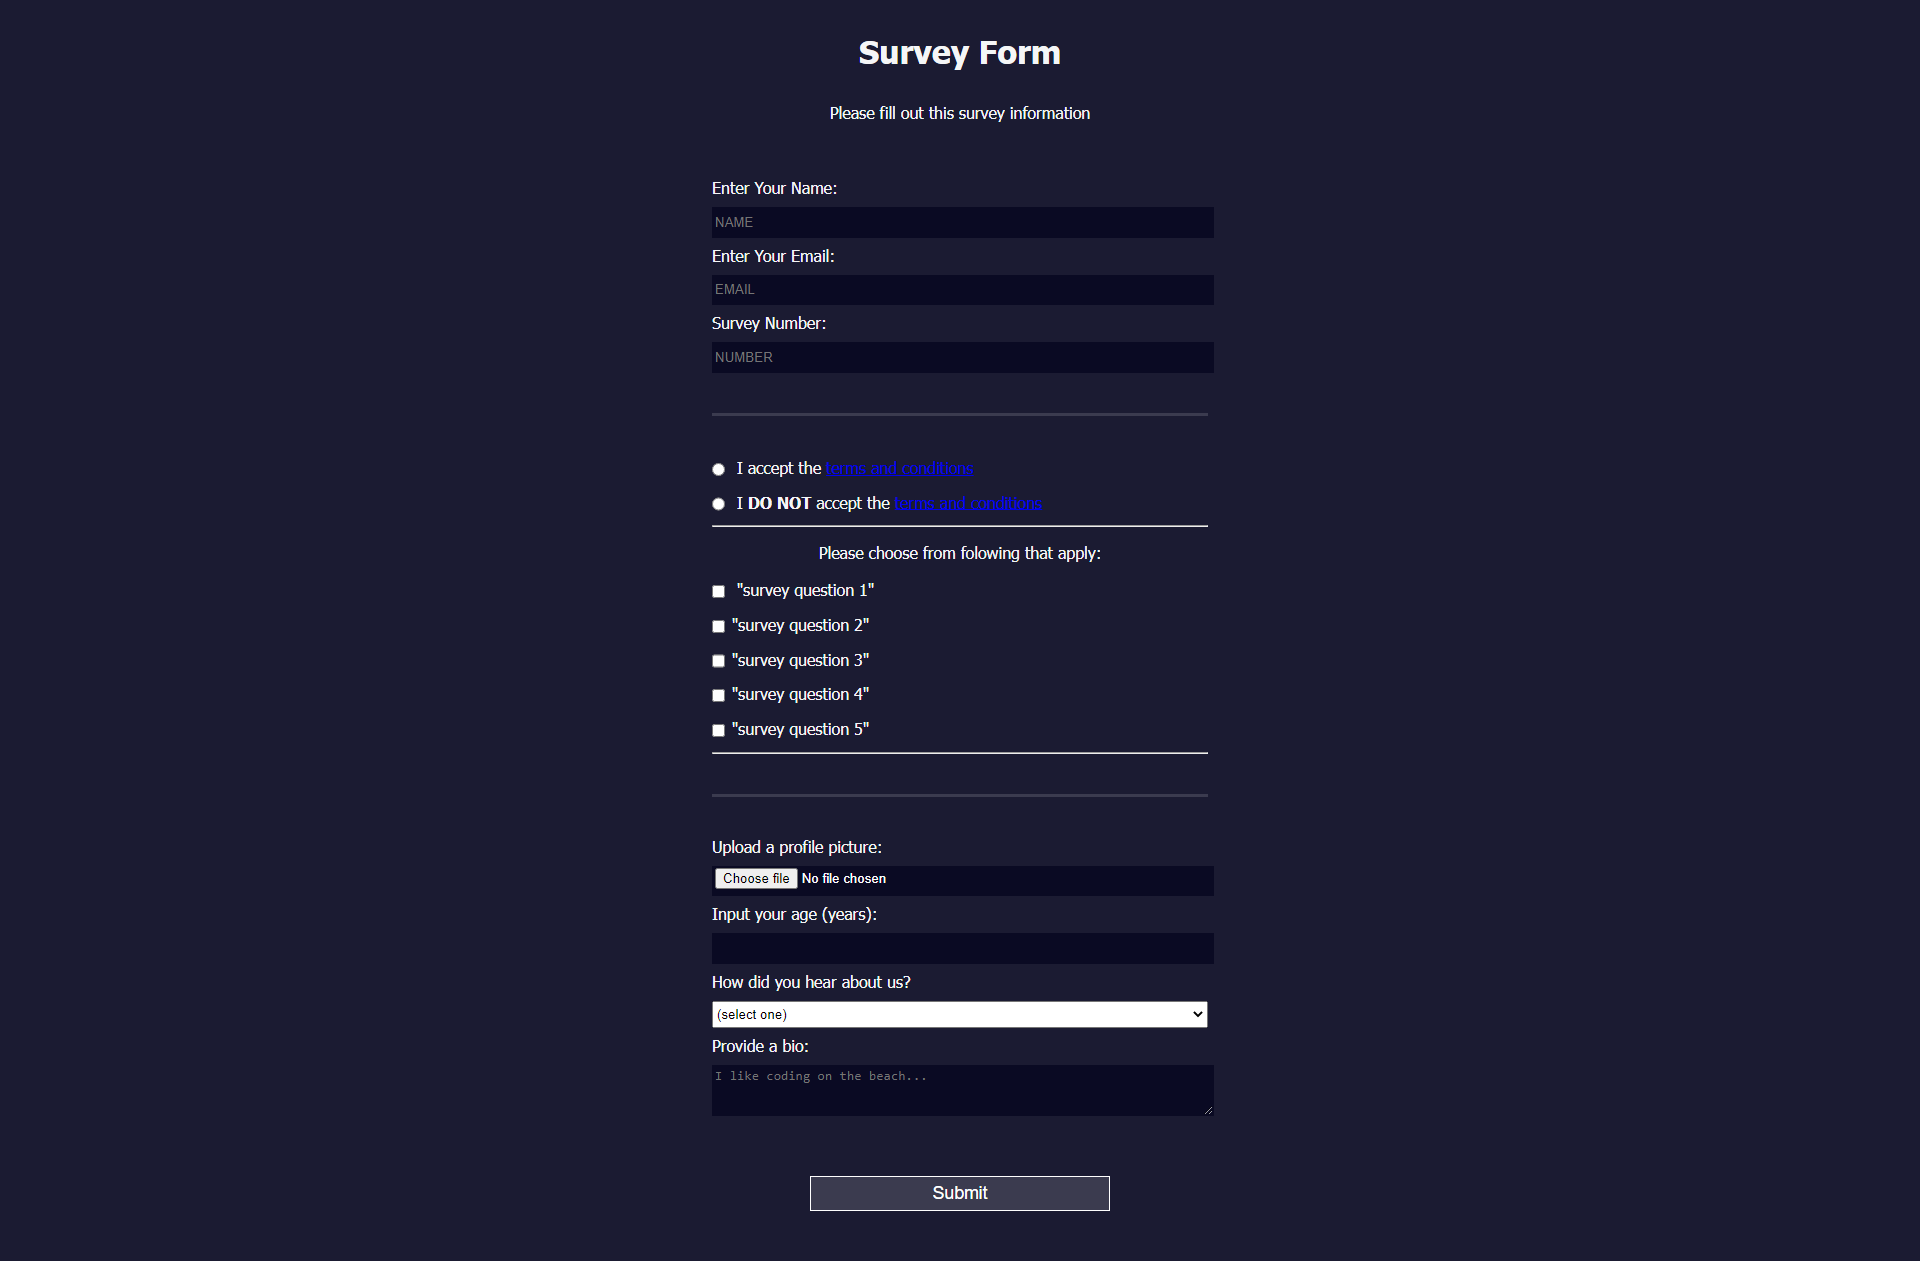 Survey Form
Please fill out this survey information
Enter Your Name:
NAME
Enter Your Email:
EMAIL
Survey Number:
NUMBER
I accept the terms and conditions
I DO NOT accept the terms and conditions
Please choose from folowing that apply:
"survey question 1"
"survey question 2"
"survey question 3"
"survey question 4"
"survey question 5"
Upload a profile picture:
Choose file No file chosen
Input your age (years):
How did you hear about us?
(select one)
Provide a bio:
I like coding on the beach...
Submit